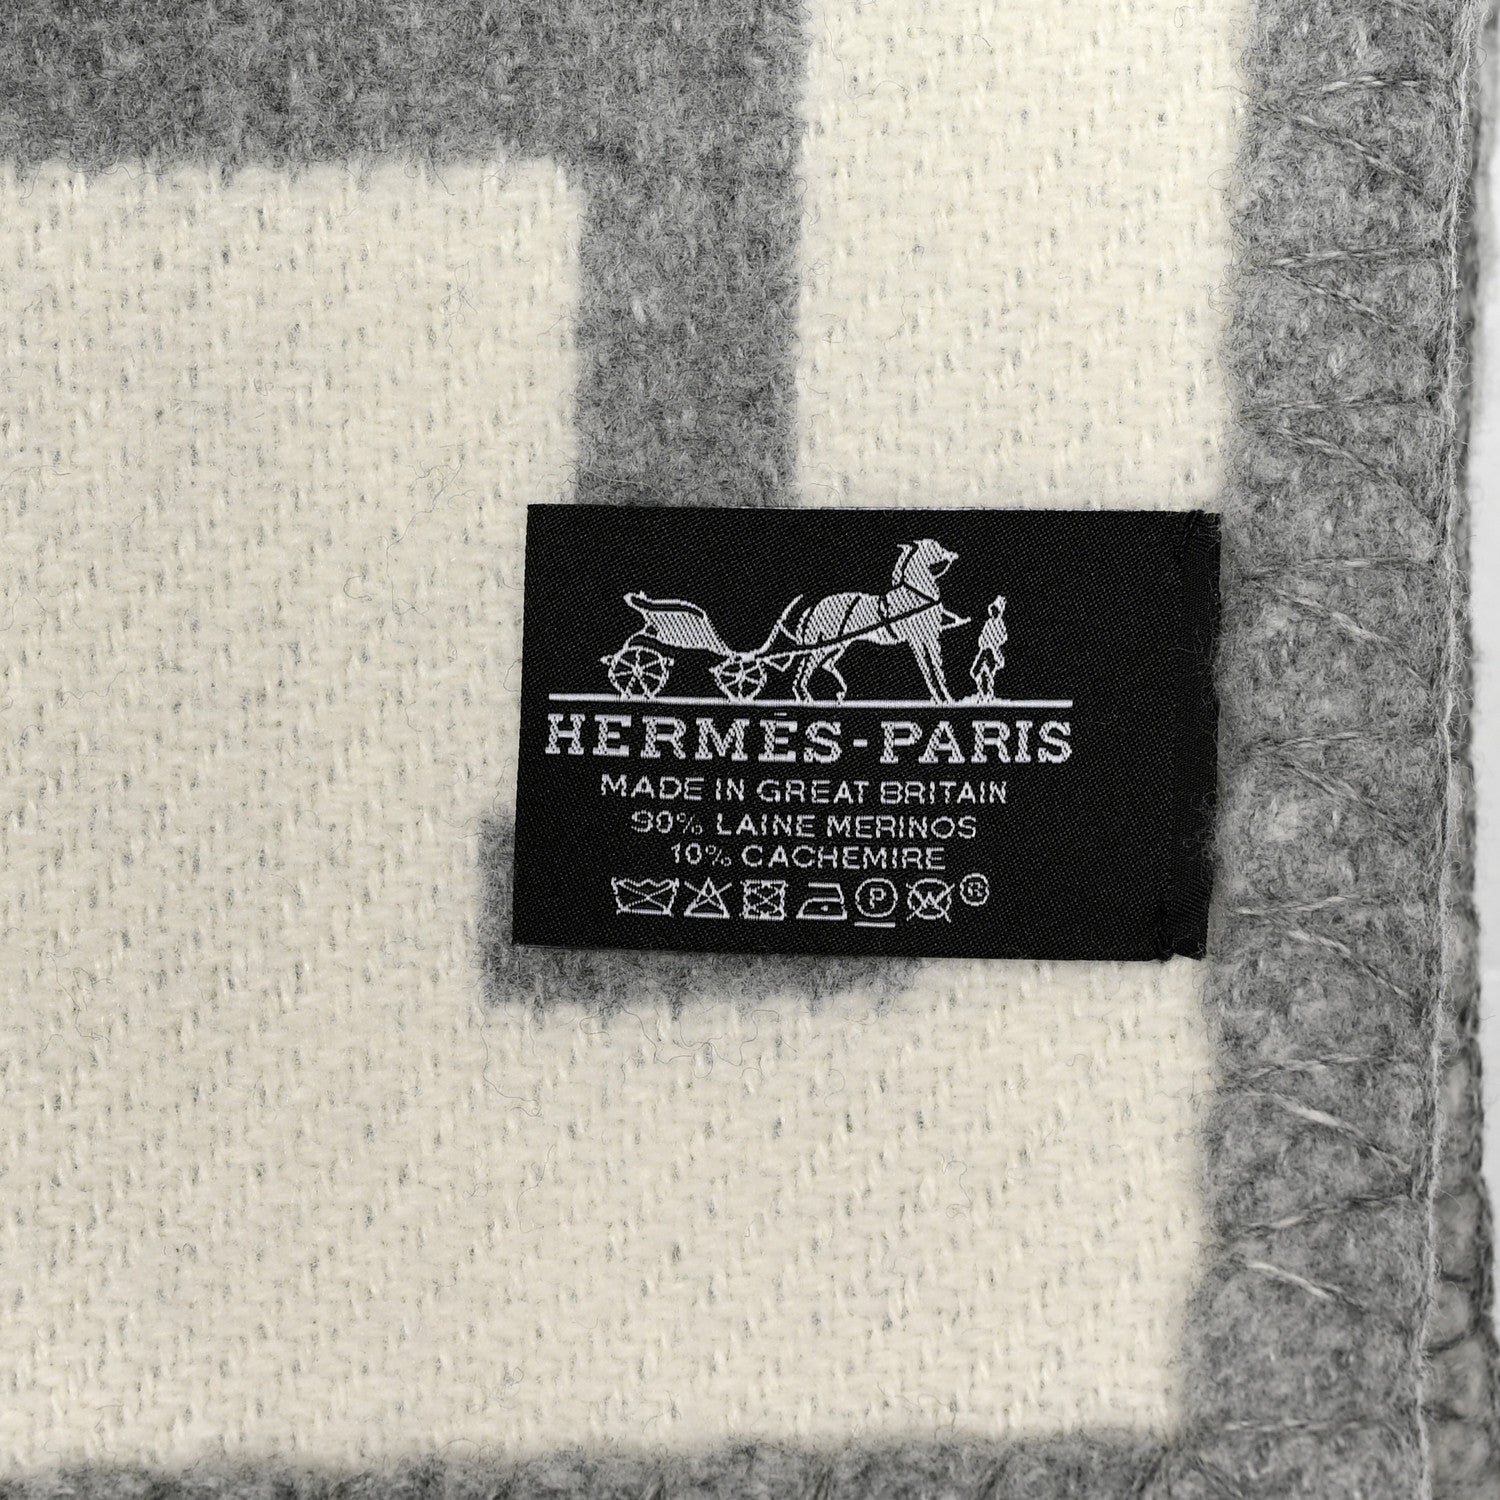 HERMÈS-PARIS
MADE IN GREAT BRITAIN
90% LAINE MERINOS
10% CACHEMIRE
P W ®